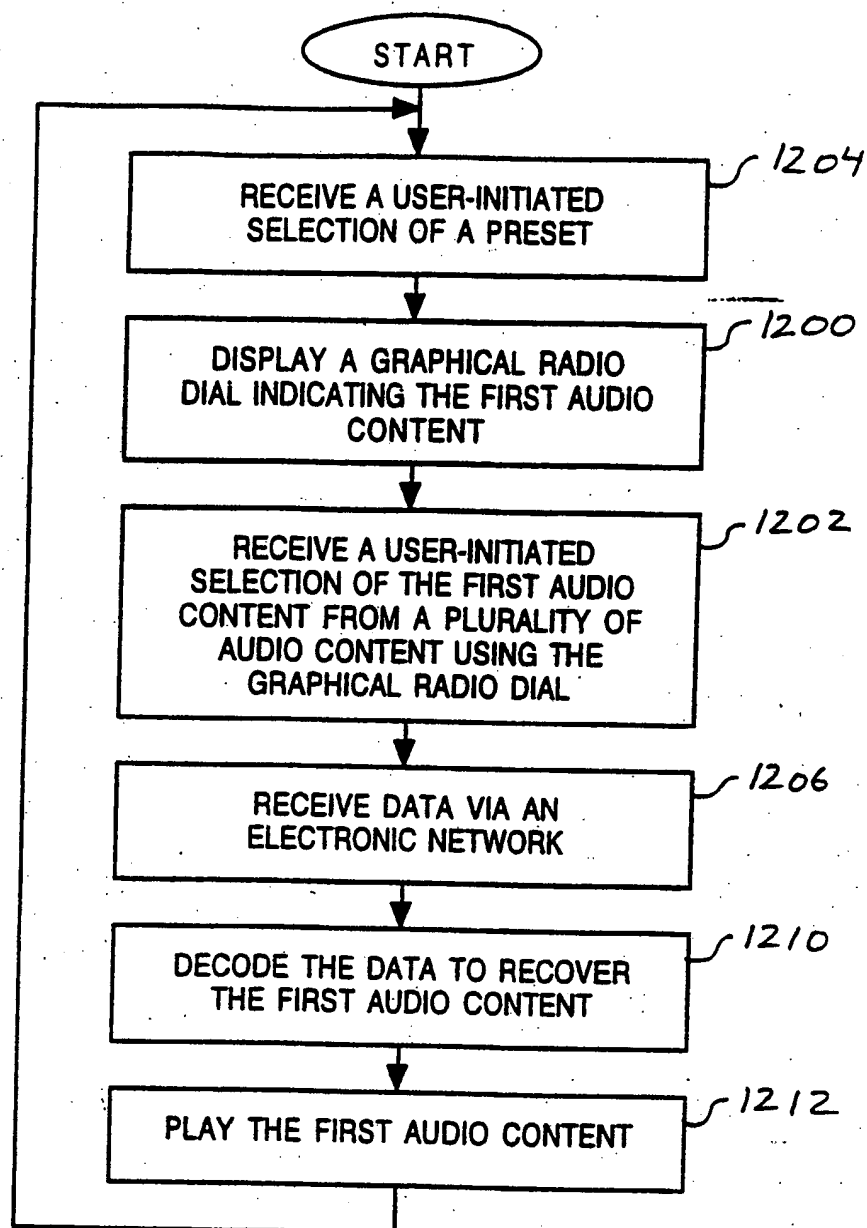 START
RECEIVE A USER-INITIATED
SELECTION OF A PRESET
1204
DISPLAY A GRAPHICAL RADIO
DIAL INDICATING THE FIRST AUDIO
CONTENT
1200
RECEIVE A USER-INITIATED
SELECTION OF THE FIRST AUDIO
CONTENT FROM A PLURALITY OF
AUDIO CONTENT USING THE
GRAPHICAL RADIO DIAL
1202
RECEIVE DATA VIA AN
ELECTRONIC NETWORK
1206
DECODE THE DATA TO RECOVER
THE FIRST AUDIO CONTENT
1210
PLAY THE FIRST AUDIO CONTENT
1212